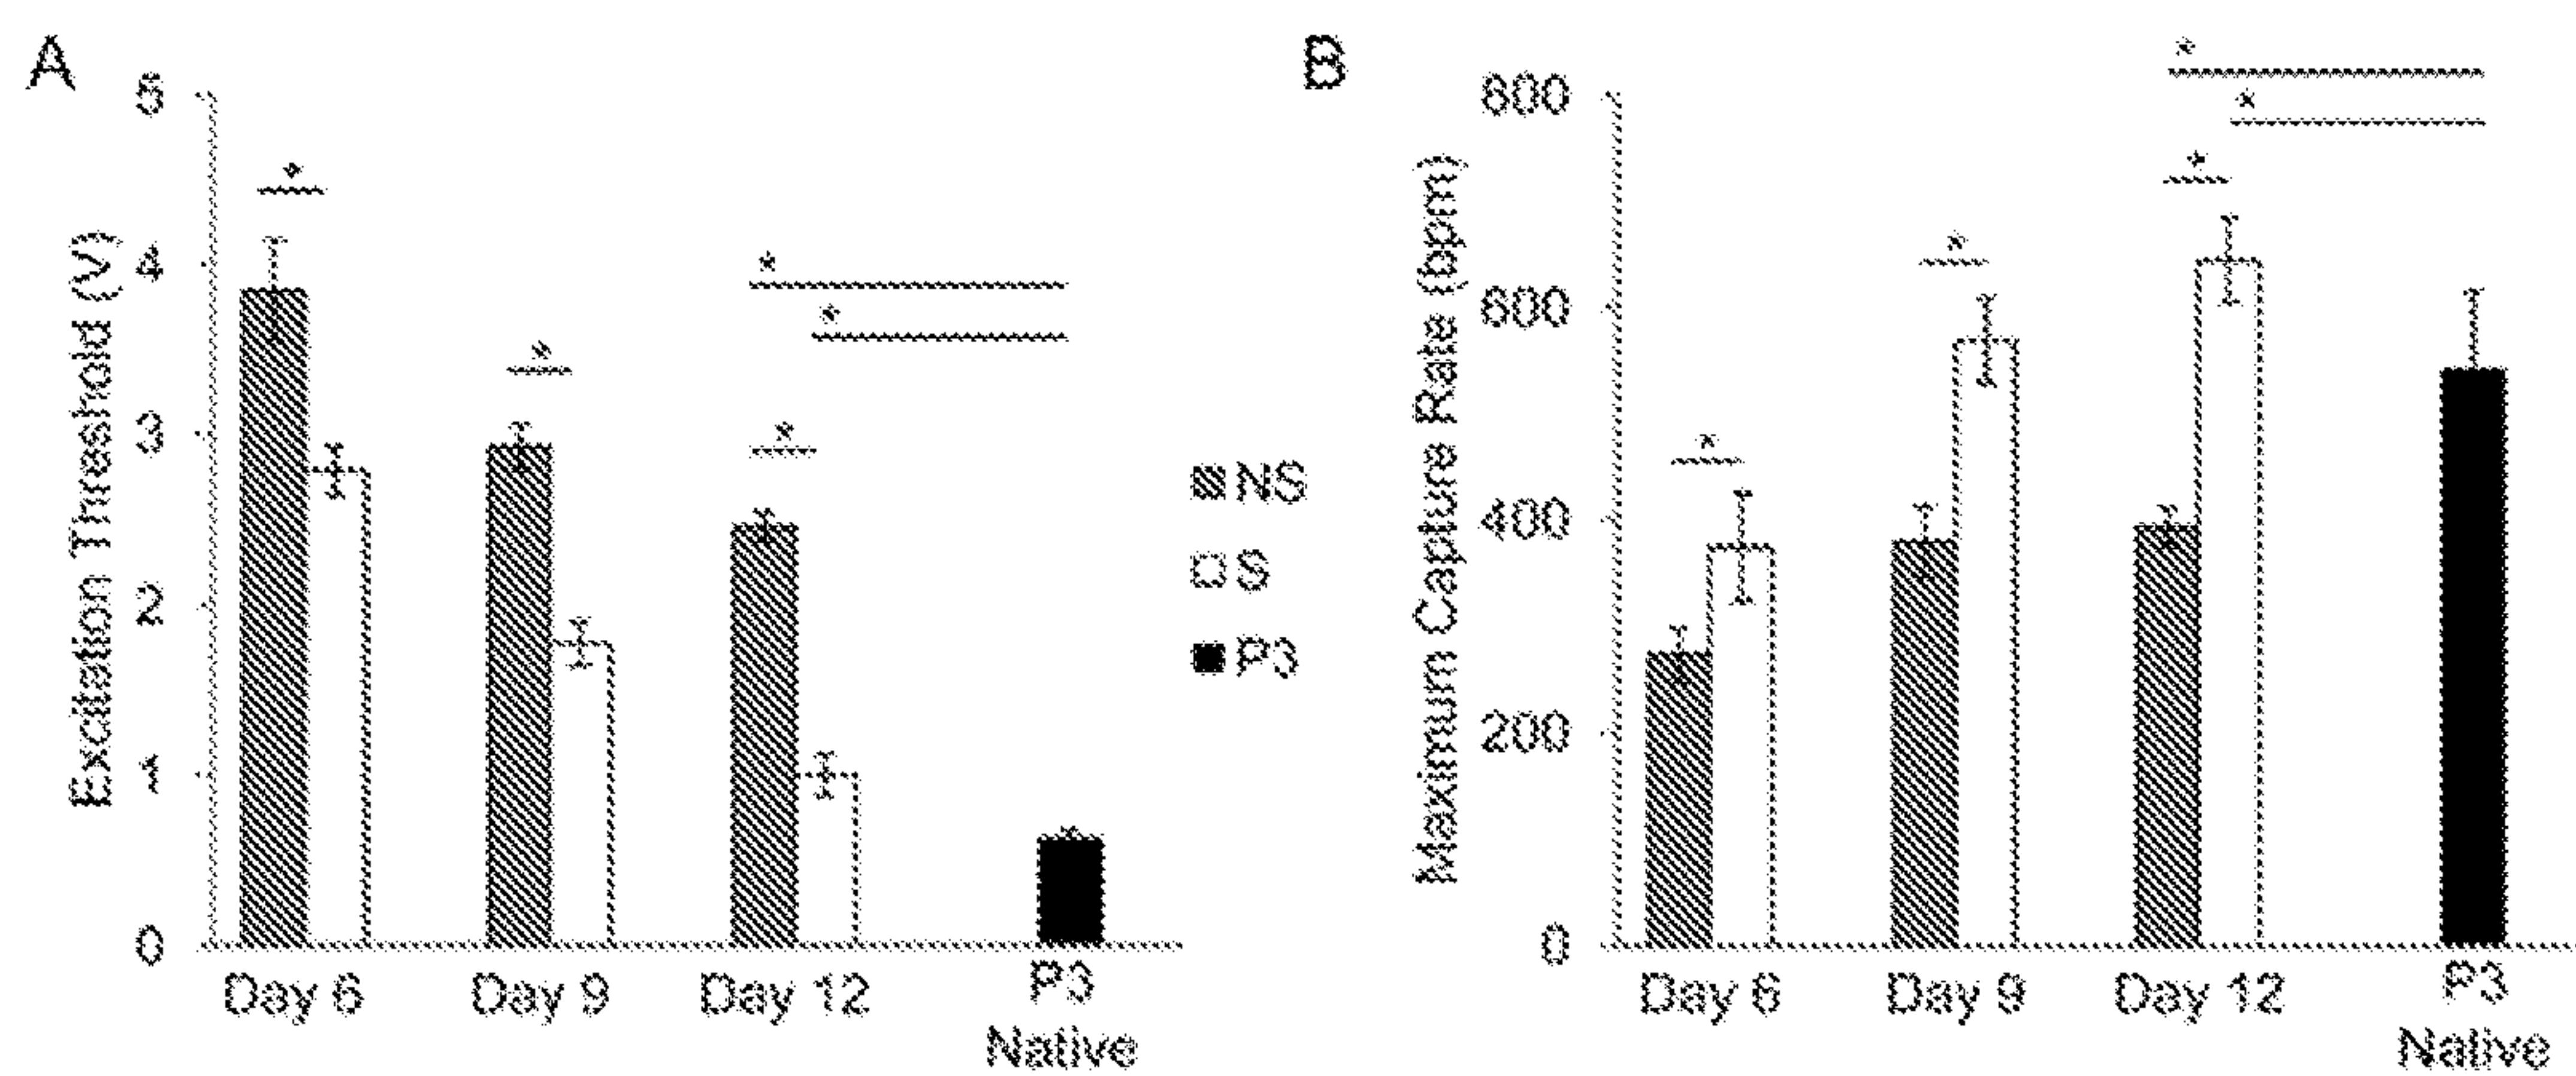 A
5
4
3
2
1
0
Excitation Threshold (V)
*
*
*
*
*
Day 6
Day 9
Day 12
P3
Native
NS
S
P3
B
800
600
400
200
0
Maximum Capture Rate (bpm)
*
*
*
*
*
Day 6
Day 9
Day 12
P3
Native